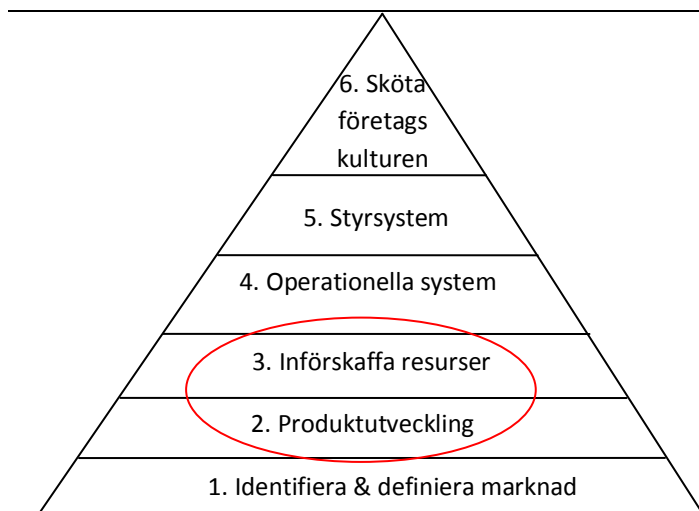 6. Sköta
företags
kulturen
5. Styrsystem
4. Operationella system
3. Införskaffa resurser
2. Produktutveckling
1. Identifiera & definiera marknad